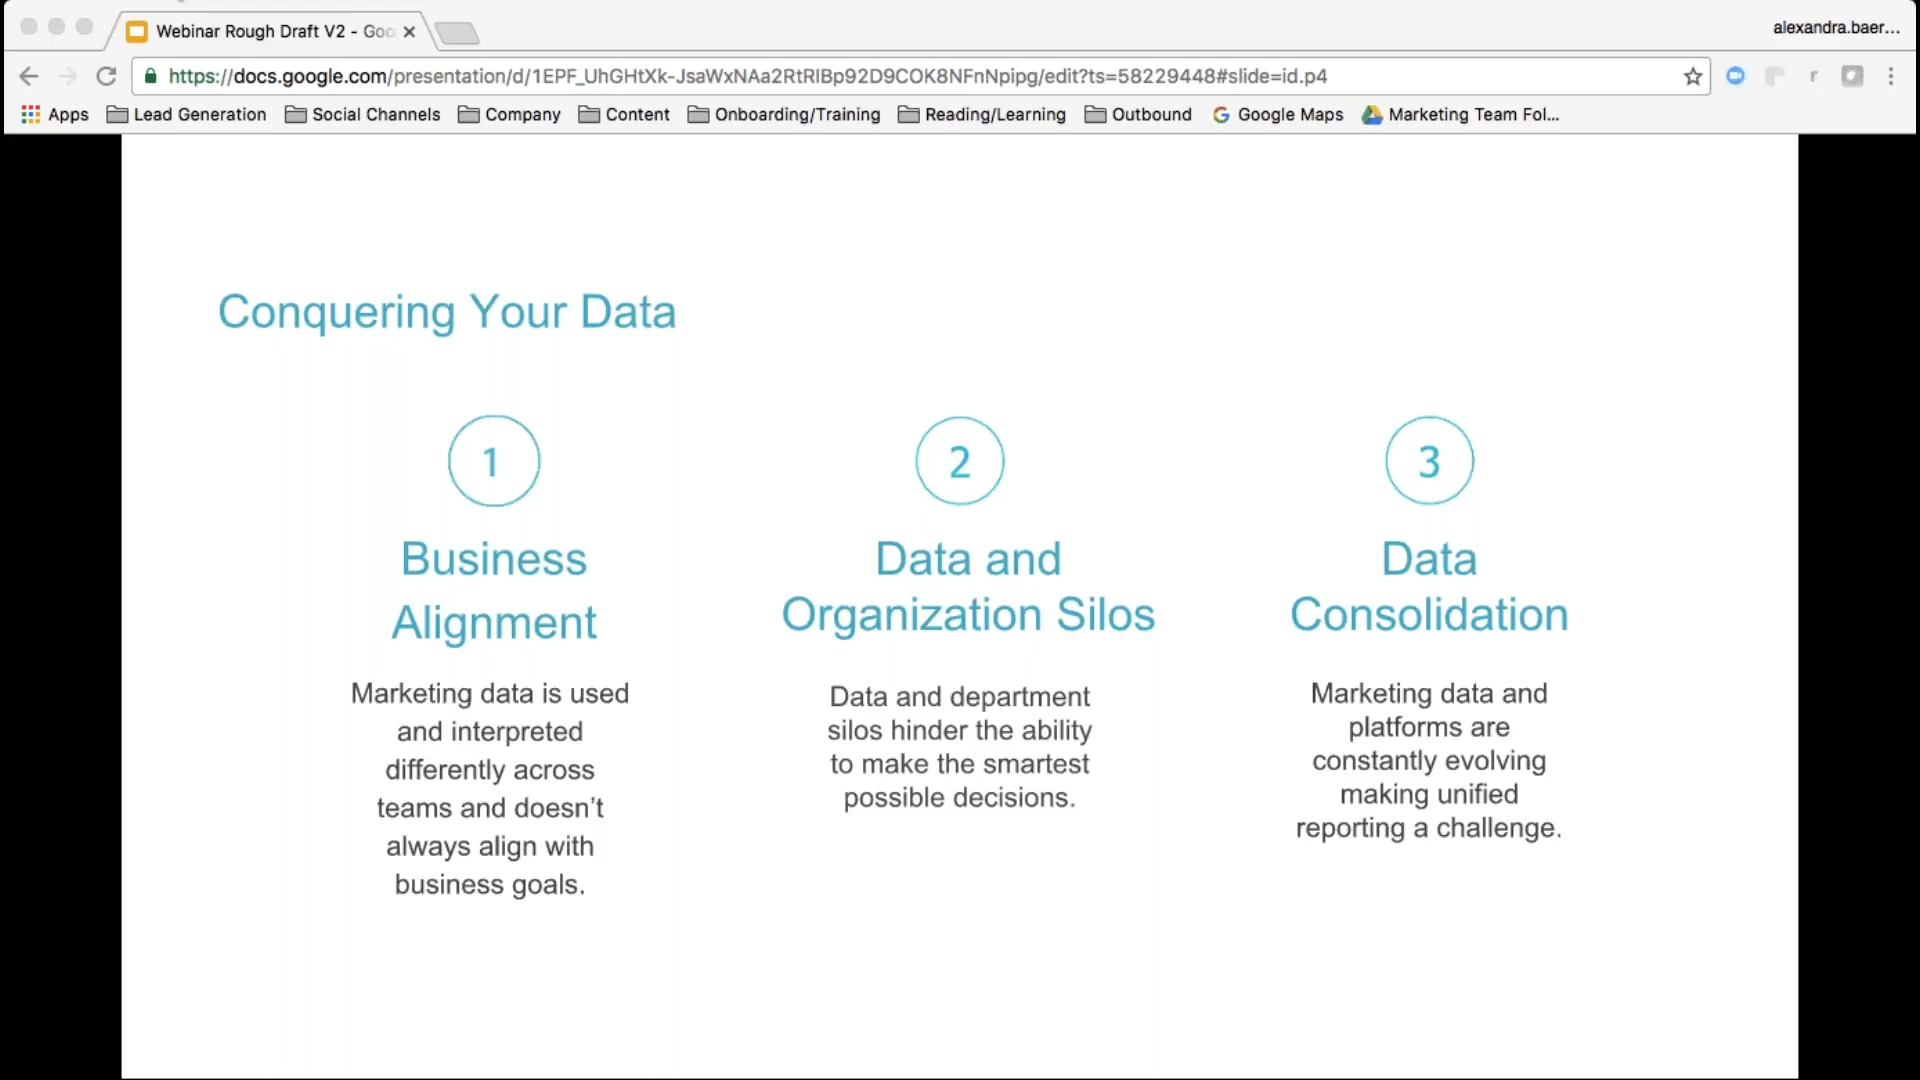 Webinar Rough Draft V2 - Goo
alexandra.baer...
https://docs.google.com/presentation/d/1EPF_UhGHtXk-JsaWxNAa2RtRIBp92D9COK8NFnNpipg/edit?ts=58229448#slide=id.p4
r
Apps Lead Generation Social Channels Company Content Onboarding/Training Reading/Learning Outbound Google Maps Marketing Team Fol...
Conquering Your Data
1
Business
Alignment
Marketing data is used
and interpreted
differently across
teams and doesn’t
always align with
business goals.
2
Data and
Organization Silos
Data and department
silos hinder the ability
to make the smartest
possible decisions.
3
Data
Consolidation
Marketing data and
platforms are
constantly evolving
making unified
reporting a challenge.